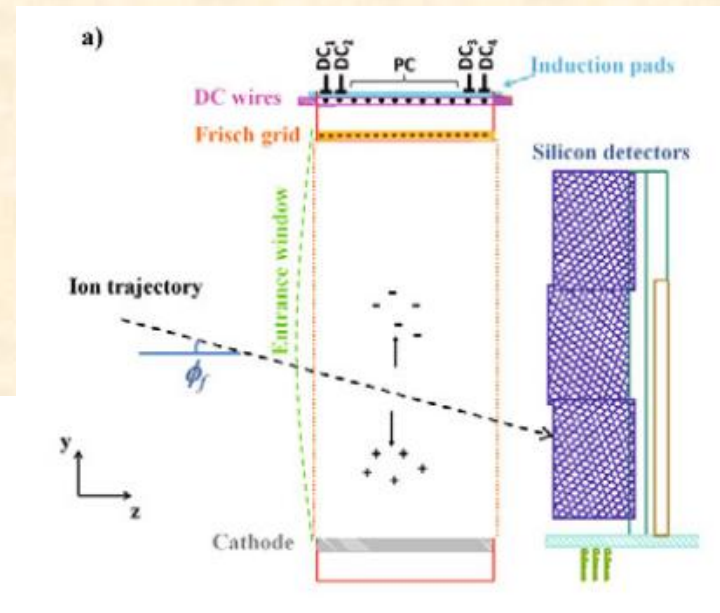 a)
DC1 DC2 PC DC3 DC4
Induction pads
DC wires
Frisch grid
Silicon detectors
Entrance window
Ion trajectory
ϕf
- - - - -
+ + + + + +
y
z
Cathode